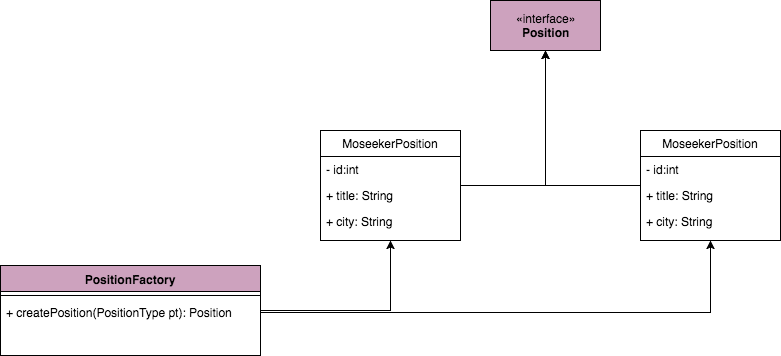 «interface»
Position
MoseekerPosition
- id:int
+ title: String
+ city: String
MoseekerPosition
- id:int
+ title: String
+ city: String
PositionFactory
+ createPosition(PositionType pt): Position